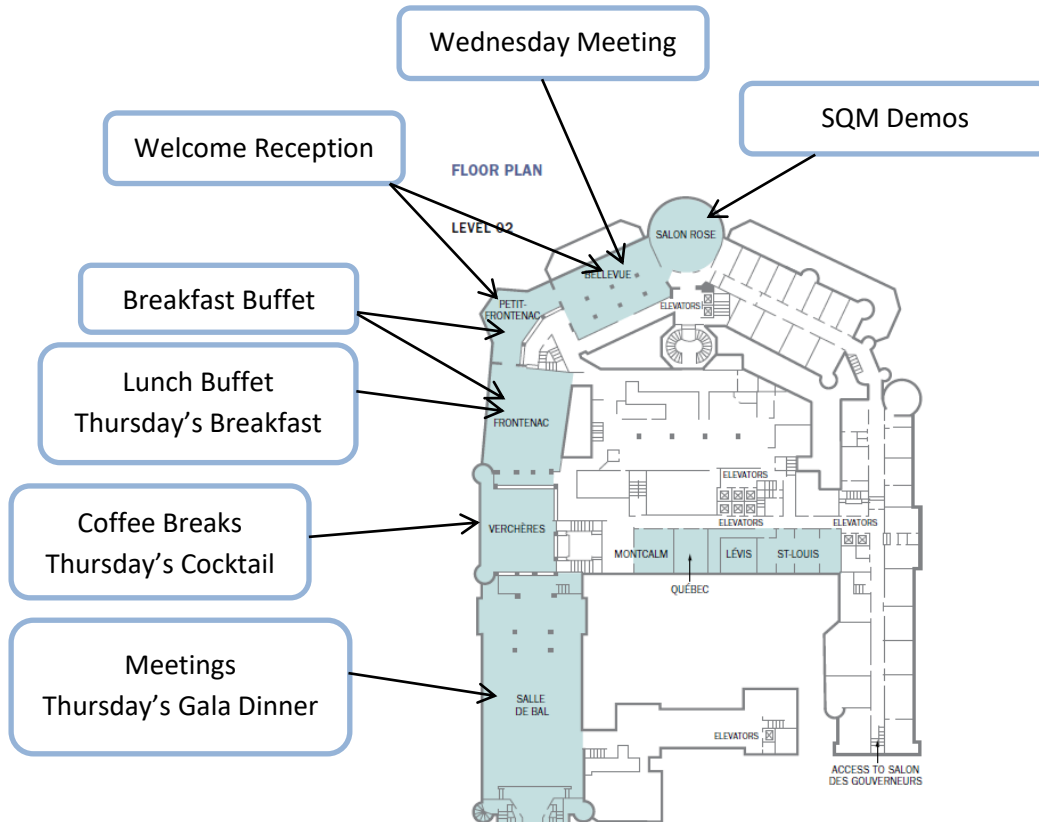 Wednesday Meeting
SQM Demos
Welcome Reception
FLOOR PLAN
LEVEL 02
SALON ROSE
BELLEVUE
Breakfast Buffet
PETIT-
FRONTENAC
ELEVATORS
Lunch Buffet
Thursday's Breakfast
FRONTENAC
ELEVATORS
Coffee Breaks
Thursday's Cocktail
VERCHÈRES
ELEVATORS
ELEVATORS
MONTCALM
LÉVIS
ST-LOUIS
QUÉBEC
Meetings
Thursday's Gala Dinner
SALLE
DE BAL
ELEVATORS
ACCESS TO SALON
DES GOUVERNEURS